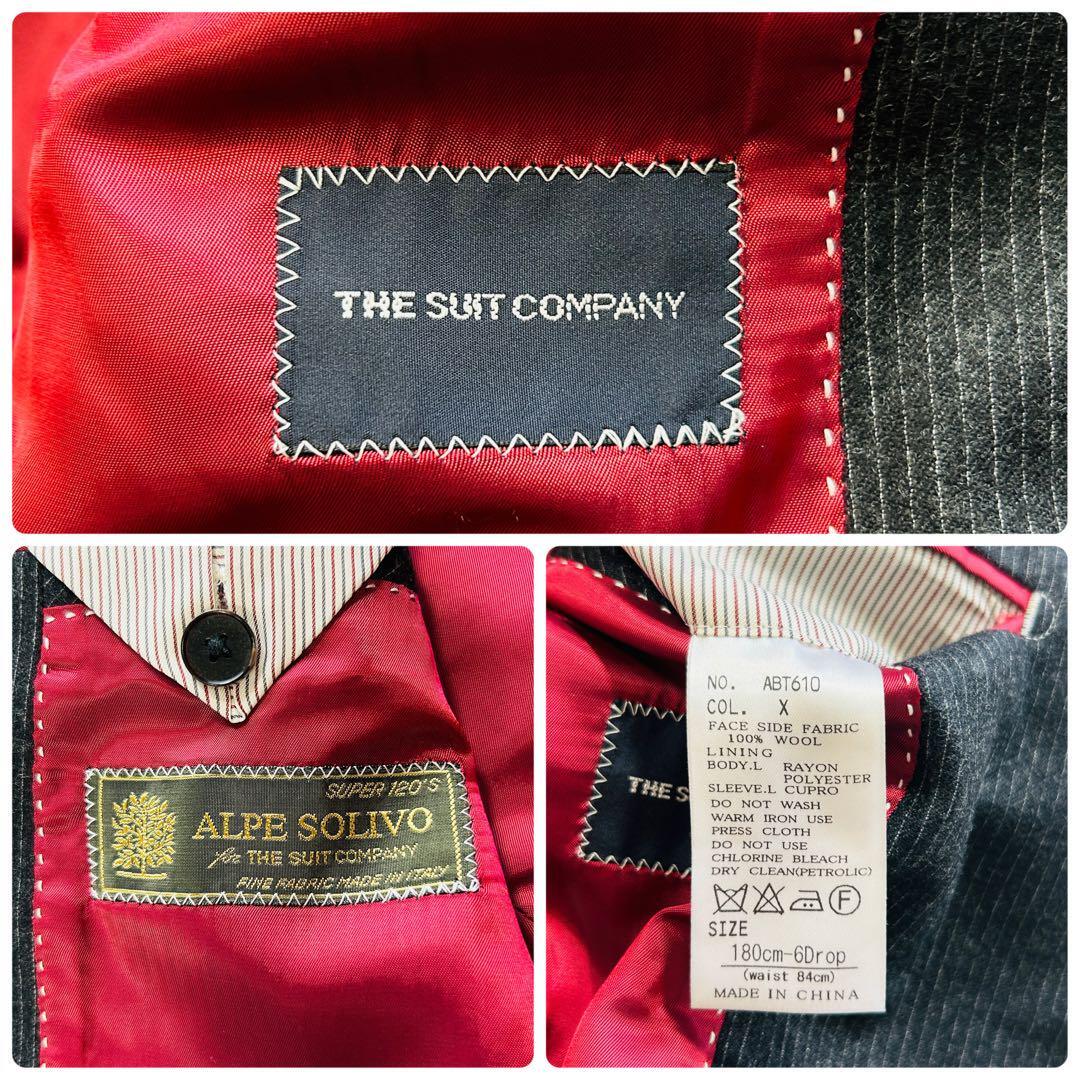 THE SUIT COMPANY
SUPER 120'S
ALPE SOLIVO
for THE SUIT COMPANY
FINE FABRIC MADE IN ITALY
THE S
NO. ABT610
COL. X
FACE SIDE FABRIC
100% WOOL
LINING
BODY.L RAYON
POLYESTER
SLEEVE.L CUPRO
DO NOT WASH
WARM IRON USE
PRESS CLOTH
DO NOT USE
CHLORINE BLEACH
DRY CLEAN(PETROLIC)
F
SIZE
180cm-6Drop
(waist 84cm)
MADE IN CHINA